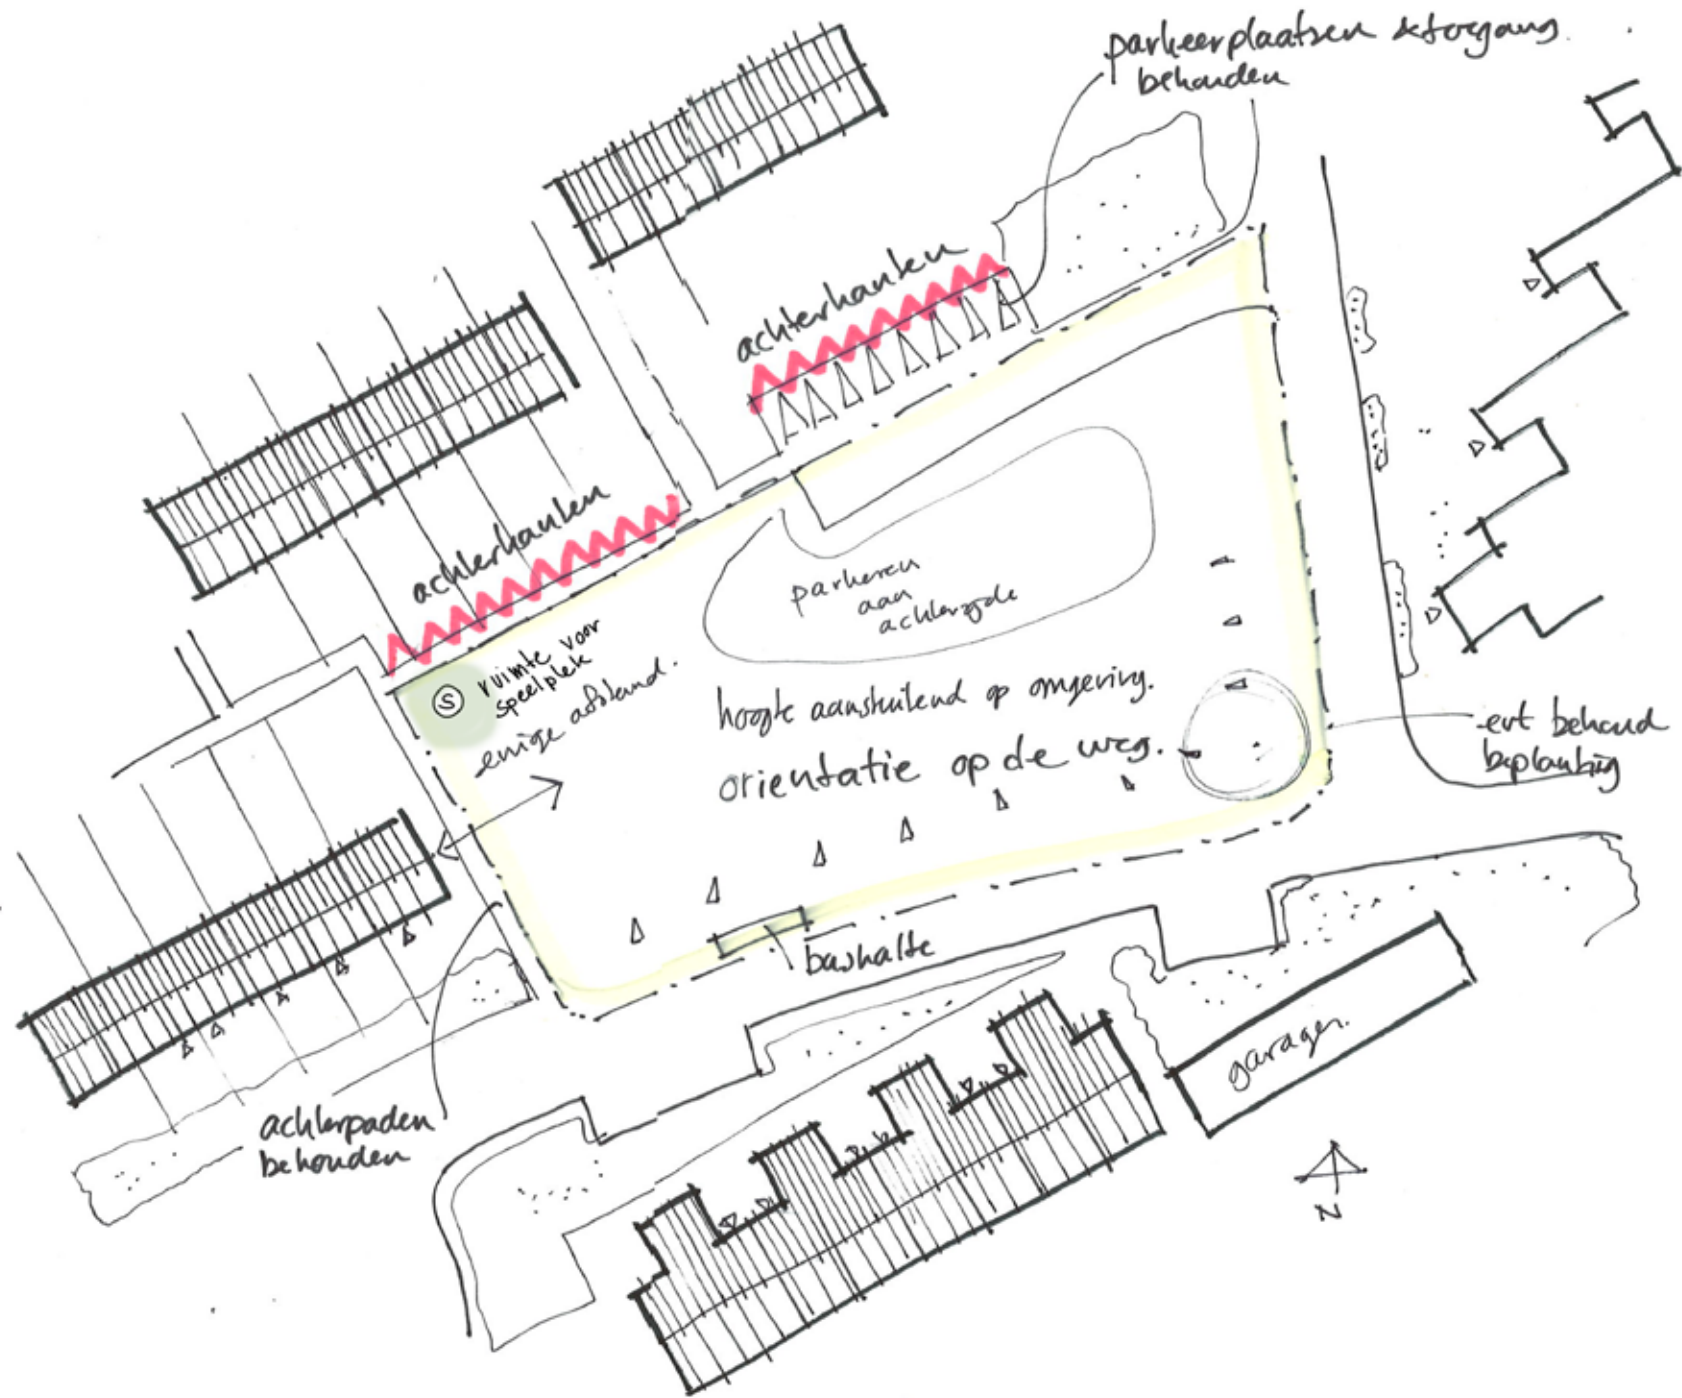 parkeerplaatsen & toegang
behouden
achterkanten
achterkanten
parkeren
aan
achterzijde
S
ruimte voor
speelplek
enige afstand.
hoogte aansluitend op omgeving.
orientatie op de weg.
evt behoud
beplanting
bushalte
garages.
achterpaden
behouden
N